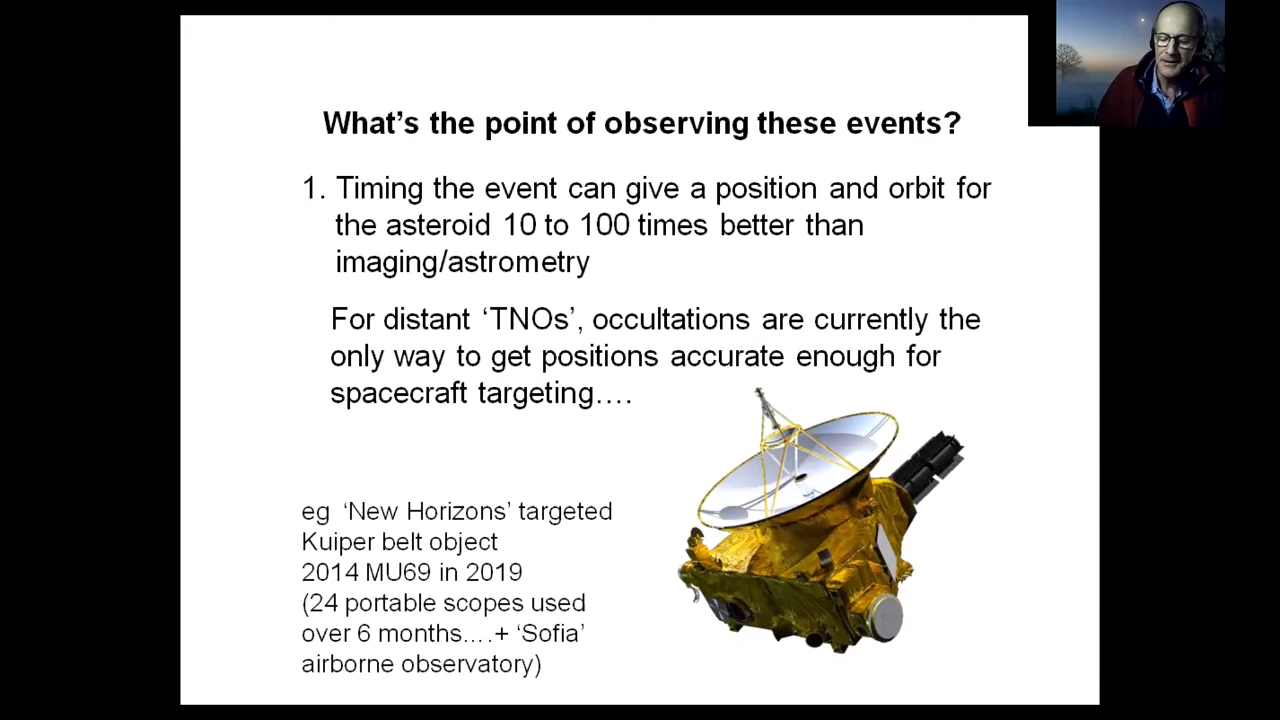 What's the point of observing these events?
1. Timing the event can give a position and orbit for
the asteroid 10 to 100 times better than
imaging/astrometry
For distant ‘TNOs’, occultations are currently the
only way to get positions accurate enough for
spacecraft targeting….
eg ‘New Horizons’ targeted
Kuiper belt object
2014 MU69 in 2019
(24 portable scopes used
over 6 months….+ ‘Sofia’
airborne observatory)